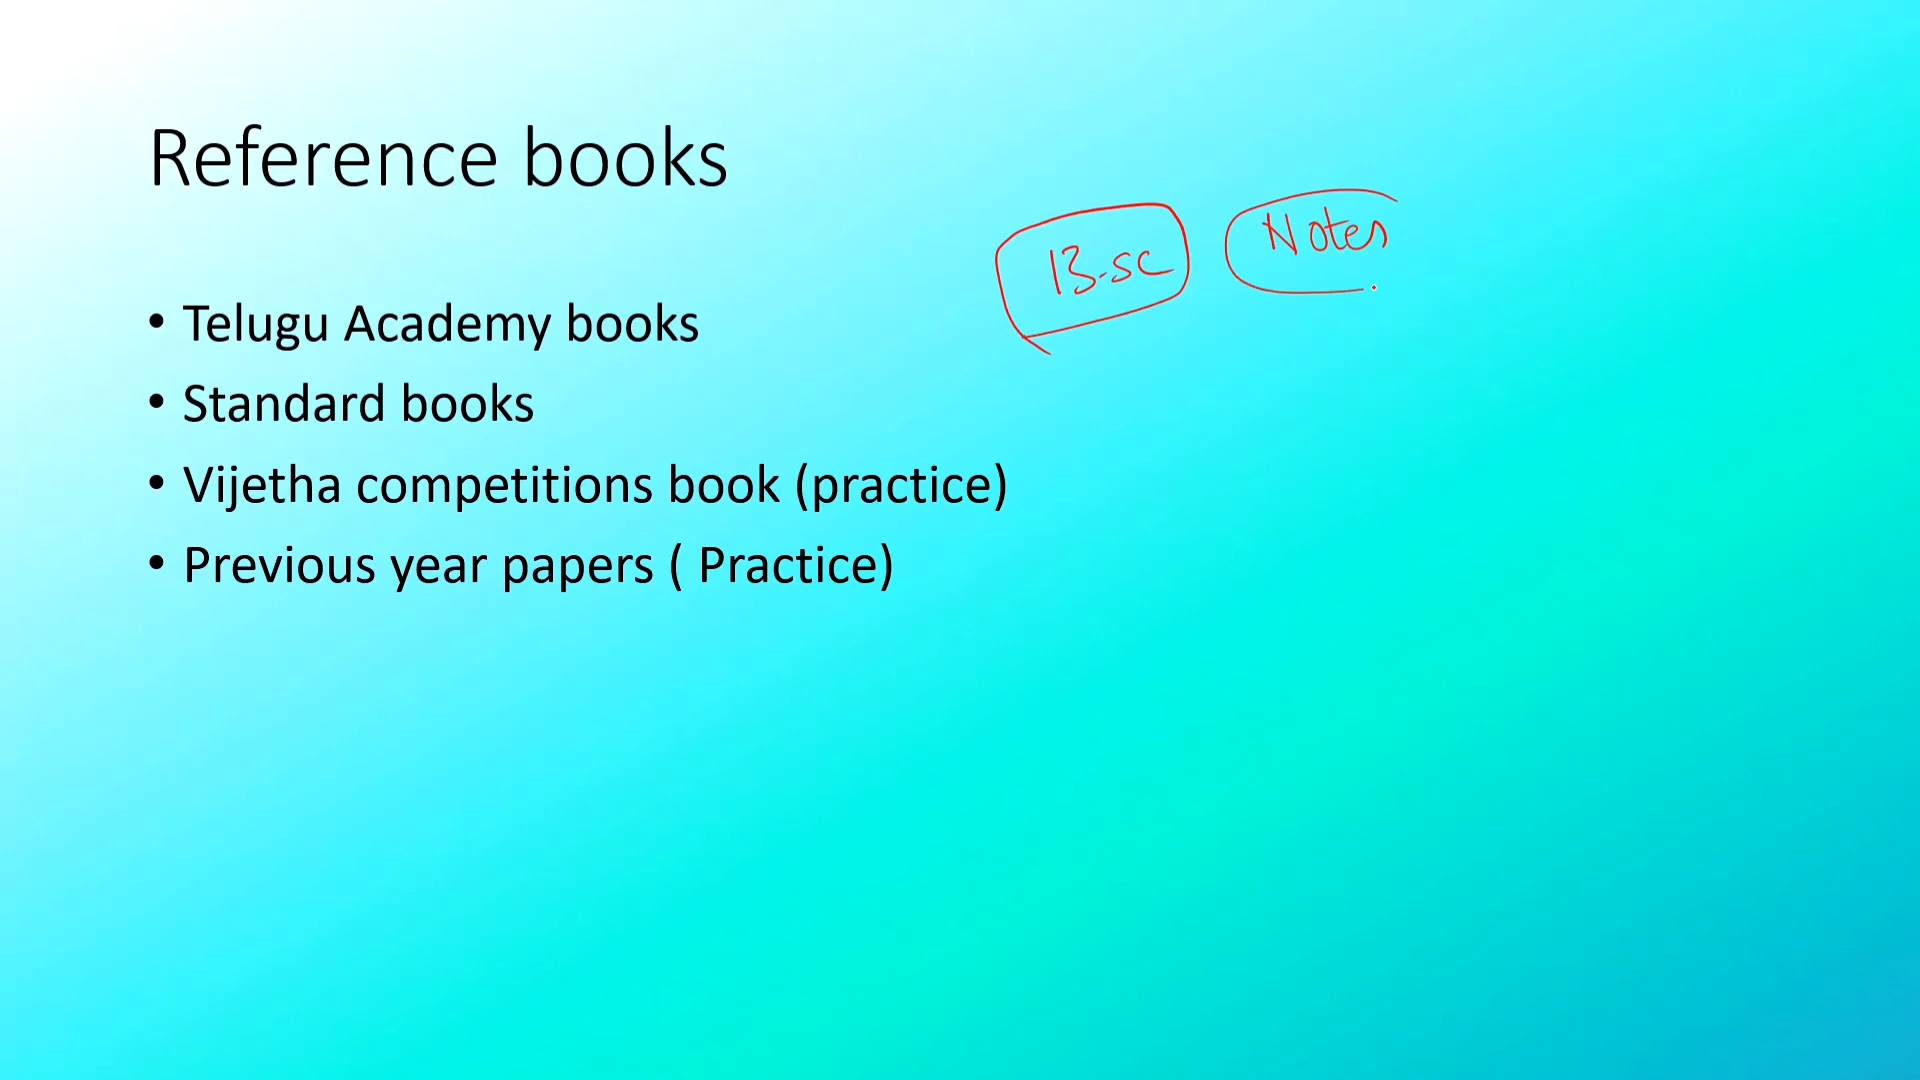 Reference books
B.sc Notes
• Telugu Academy books
• Standard books
• Vijetha competitions book (practice)
• Previous year papers ( Practice)